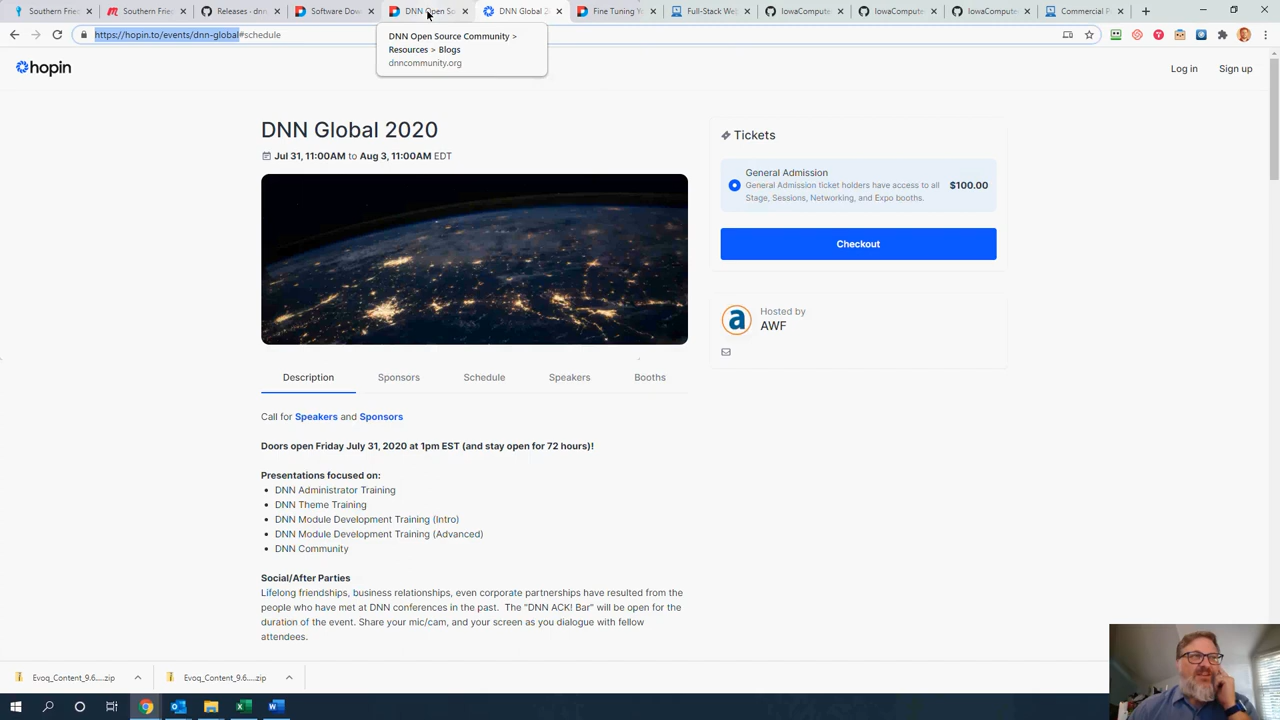 Southern Frie
Southern Frie
Releases · dnn
Software Dow
DNN Open So
DNN Global 2
Fine Tuning Y
Full-Stack Web
IowaComputer
IowaComputer
IowaComputer
Commercial P
https://hopin.to/events/dnn-global#schedule
DNN Open Source Community >
Resources > Blogs
dnncommunity.org
hopin
Log in
Sign up
DNN Global 2020
Jul 31, 11:00AM to Aug 3, 11:00AM EDT
Tickets
General Admission
General Admission ticket holders have access to all
Stage, Sessions, Networking, and Expo booths.
$100.00
Checkout
Hosted by
AWF
Description
Sponsors
Schedule
Speakers
Booths
Call for Speakers and Sponsors
Doors open Friday July 31, 2020 at 1pm EST (and stay open for 72 hours)!
Presentations focused on:
DNN Administrator Training
DNN Theme Training
DNN Module Development Training (Intro)
DNN Module Development Training (Advanced)
DNN Community
Social/After Parties
Lifelong friendships, business relationships, even corporate partnerships have resulted from the
people who have met at DNN conferences in the past. The "DNN ACK! Bar" will be open for the
duration of the event. Share your mic/cam, and your screen as you dialogue with fellow
attendees.
Evoq_Content_9.6.....zip
Evoq_Content_9.6.....zip